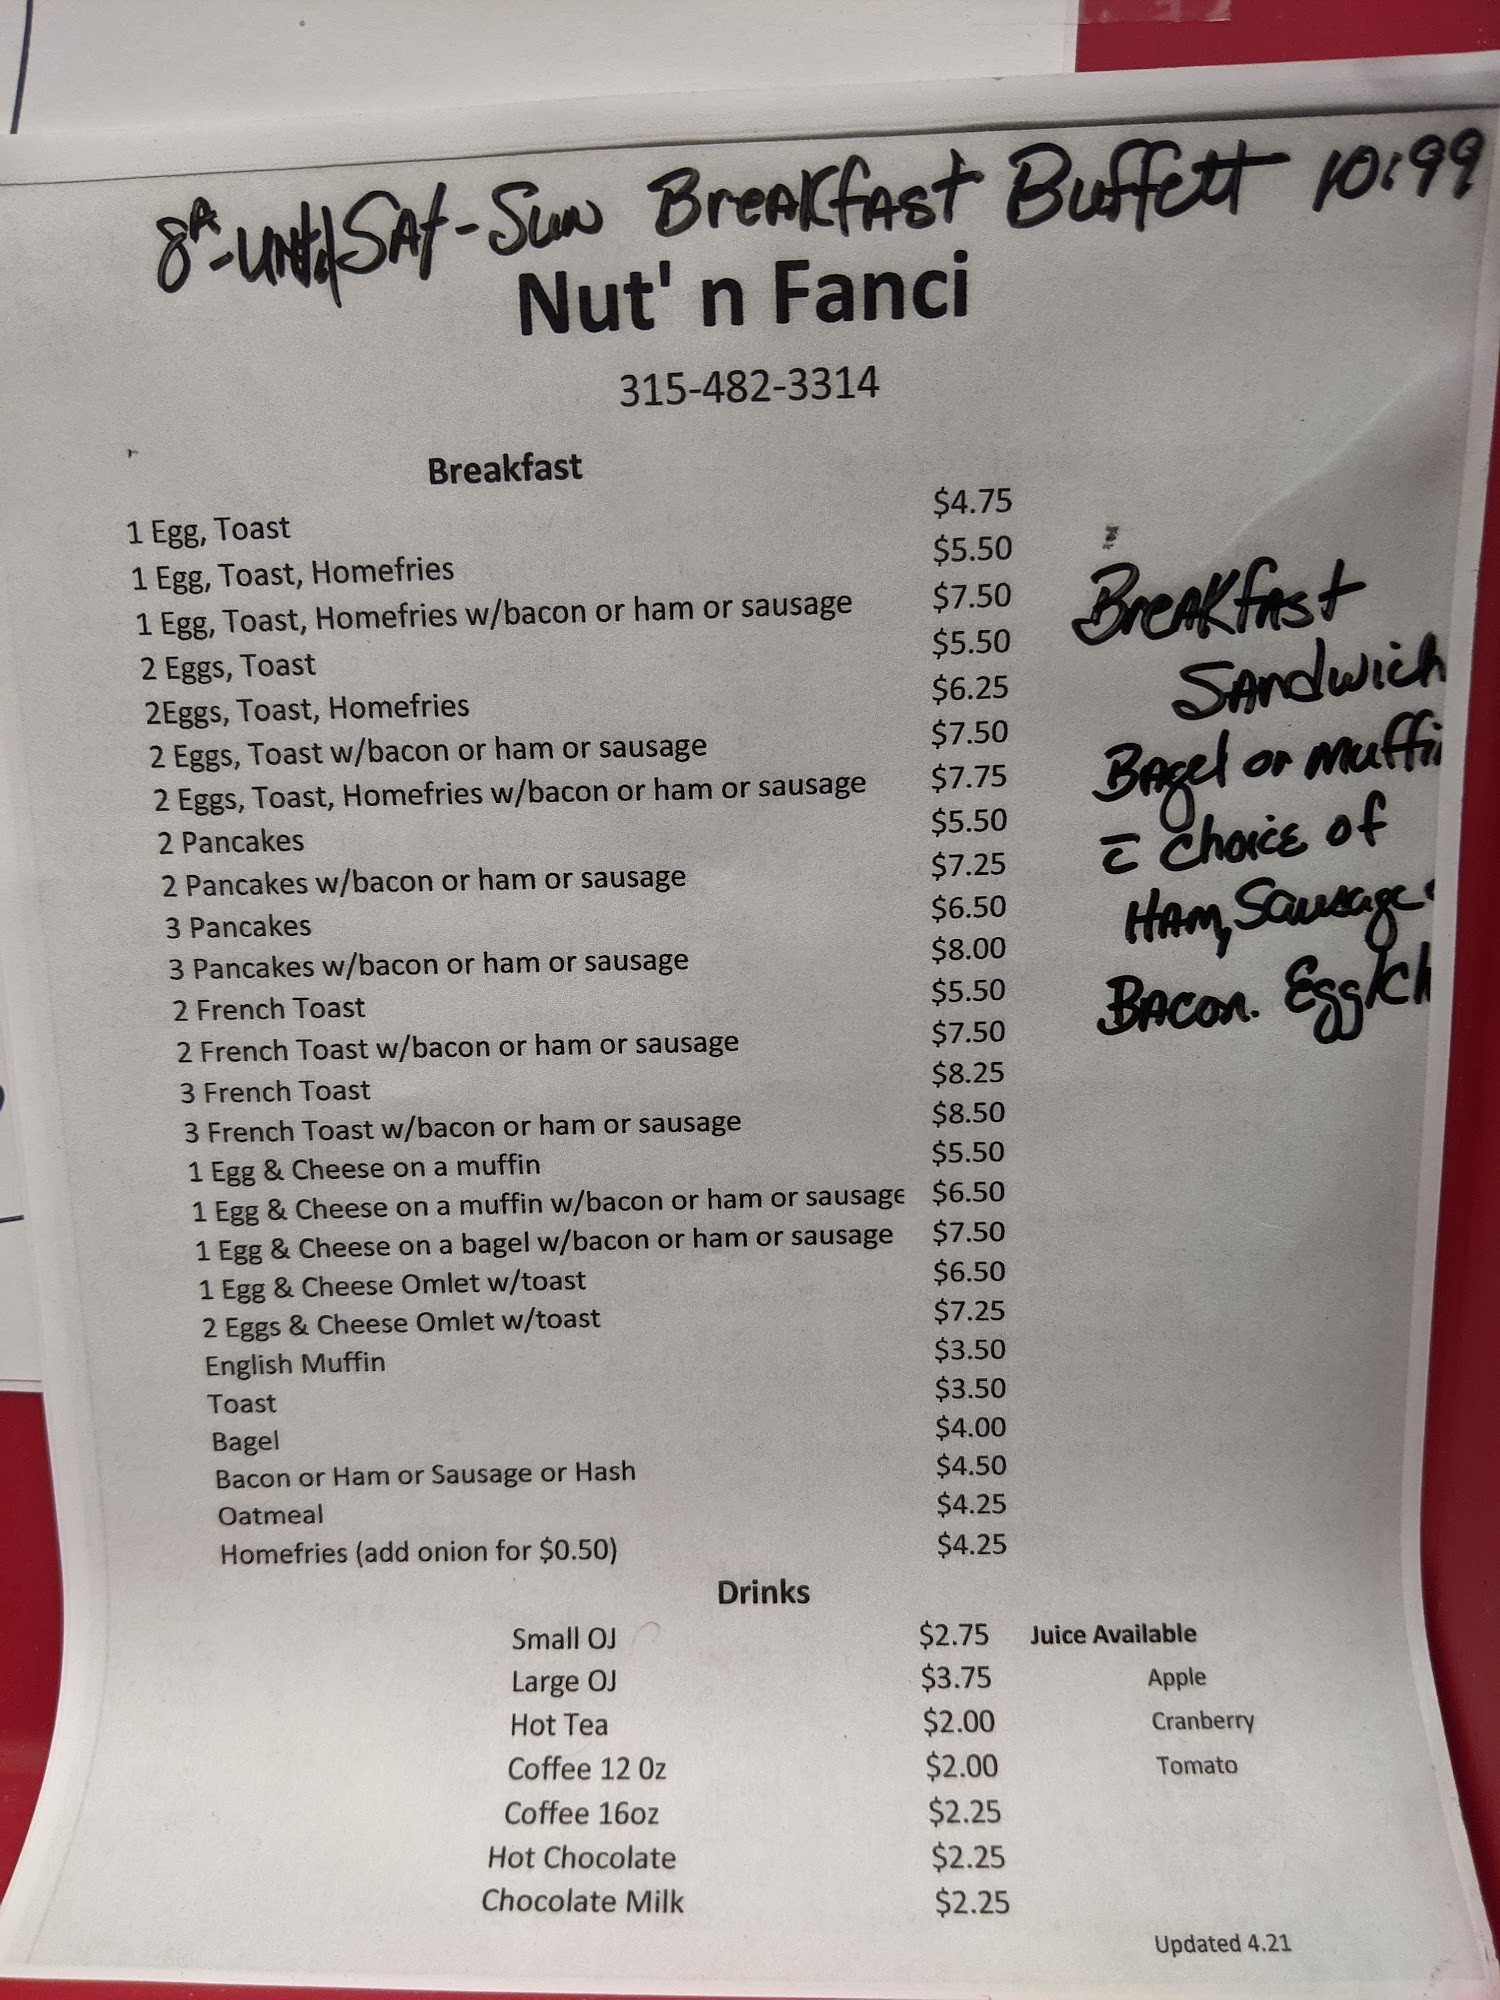 8A-until Sat-Sun Breakfast Buffett 10:99
Nut' n Fanci
315-482-3314
Breakfast
1 Egg, Toast $4.75
1 Egg, Toast, Homefries $5.50
1 Egg, Toast, Homefries w/bacon or ham or sausage $7.50
2 Eggs, Toast $5.50
2Eggs, Toast, Homefries $6.25
2 Eggs, Toast w/bacon or ham or sausage $7.50
2 Eggs, Toast, Homefries w/bacon or ham or sausage $7.75
2 Pancakes $5.50
2 Pancakes w/bacon or ham or sausage $7.25
3 Pancakes $6.50
3 Pancakes w/bacon or ham or sausage $8.00
2 French Toast $5.50
2 French Toast w/bacon or ham or sausage $7.50
3 French Toast $8.25
3 French Toast w/bacon or ham or sausage $8.50
1 Egg & Cheese on a muffin $5.50
1 Egg & Cheese on a muffin w/bacon or ham or sausage $6.50
1 Egg & Cheese on a bagel w/bacon or ham or sausage $7.50
1 Egg & Cheese Omlet w/toast $6.50
2 Eggs & Cheese Omlet w/toast $7.25
English Muffin $3.50
Toast $3.50
Bagel $4.00
Bacon or Ham or Sausage or Hash $4.50
Oatmeal $4.25
Homefries (add onion for $0.50) $4.25
Breakfast
Sandwich
Bagel or muffi
c̄ choice of
Ham, Sausage
Bacon. Egg/Ch
Drinks
Small OJ $2.75 Juice Available
Large OJ $3.75 Apple
Hot Tea $2.00 Cranberry
Coffee 12 Oz $2.00 Tomato
Coffee 16oz $2.25
Hot Chocolate $2.25
Chocolate Milk $2.25
Updated 4.21